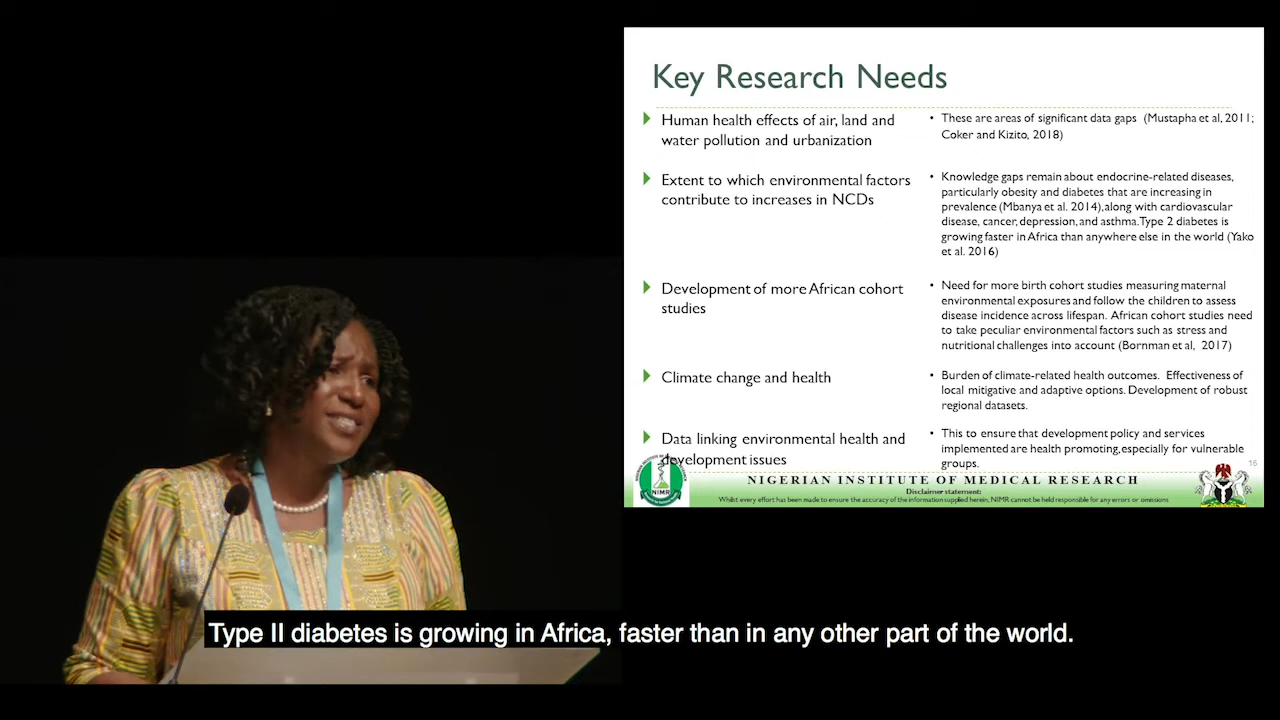 Key Research Needs
Human health effects of air, land and
water pollution and urbanization
• These are areas of significant data gaps (Mustapha et al, 2011;
Coker and Kizito, 2018)
Extent to which environmental factors
contribute to increases in NCDs
• Knowledge gaps remain about endocrine-related diseases,
particularly obesity and diabetes that are increasing in
prevalence (Mbanya et al. 2014),along with cardiovascular
disease, cancer, depression, and asthma.Type 2 diabetes is
growing faster in Africa than anywhere else in the world (Yako
et al. 2016)
Development of more African cohort
studies
• Need for more birth cohort studies measuring maternal
environmental exposures and follow the children to assess
disease incidence across lifespan. African cohort studies need
to take peculiar environmental factors such as stress and
nutritional challenges into account (Bornman et al, 2017)
Climate change and health
• Burden of climate-related health outcomes. Effectiveness of
local mitigative and adaptive options. Development of robust
regional datasets.
Data linking environmental health and
development issues
• This to ensure that development policy and services
implemented are health promoting,especially for vulnerable
groups.
16
NIMR
NIGERIAN INSTITUTE OF MEDICAL RESEARCH
Disclaimer statement:
Whilst every effort has been made to ensure the accuracy of the information supplied herein, NIMR cannot be held responsible for any errors or omissions
Type II diabetes is growing in Africa, faster than in any other part of the world.